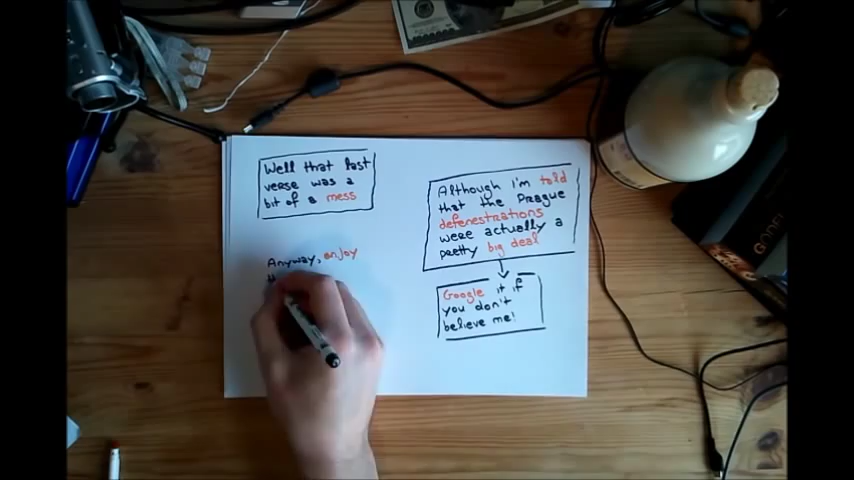 Well that last
verse was a
bit of a mess
Although I'm told
that the Prague
defenestrations
were actually a
pretty big deal
Anyway, enjoy
Google it if
you don't
believe me!